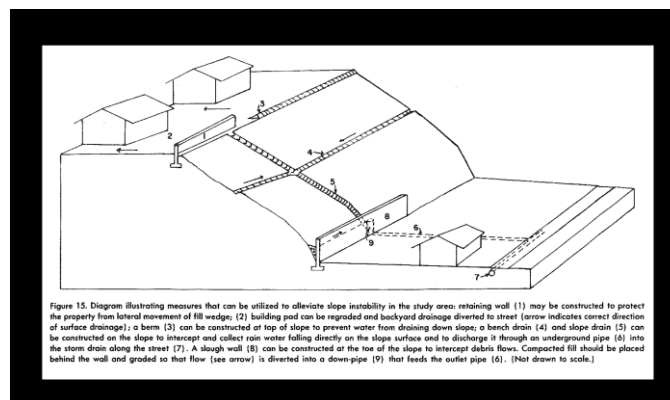 3
2
1
4
5
8
6
9
7
Figure 15. Diagram illustrating measures that can be utilized to alleviate slope instability in the study area: retaining wall (1) may be constructed to protect
the property from lateral movement of fill wedge; (2) building pad can be regraded and backyard drainage diverted to street (arrow indicates correct direction
of surface drainage); a berm (3) can be constructed at top of slope to prevent water from draining down slope; a bench drain (4) and slope drain (5) can
be constructed on the slope to intercept and collect rain water falling directly on the slope surface and to discharge it through an underground pipe (6) into
the storm drain along the street (7). A slough wall (8) can be constructed at the toe of the slope to intercept debris flows. Compacted fill should be placed
behind the wall and graded so that flow (see arrow) is diverted into a down-pipe (9) that feeds the outlet pipe (6). (Not drawn to scale.)